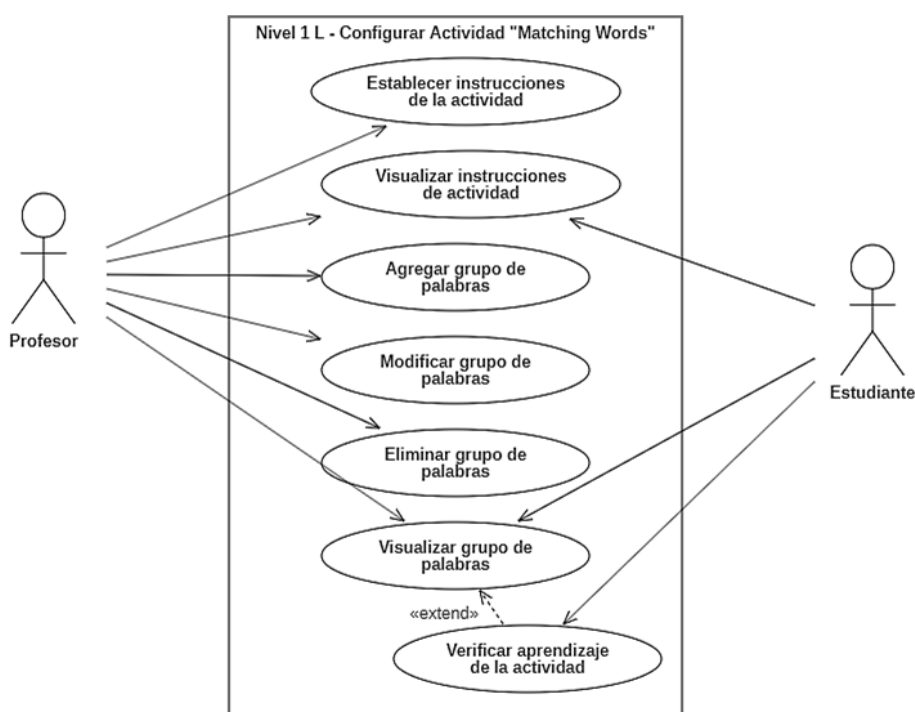 Nivel 1 L - Configurar Actividad "Matching Words"
Establecer instrucciones
de la actividad
Visualizar instrucciones
de actividad
Agregar grupo de
palabras
Profesor
Modificar grupo de
palabras
Estudiante
Eliminar grupo de
palabras
Visualizar grupo de
palabras
«extend»
Verificar aprendizaje
de la actividad